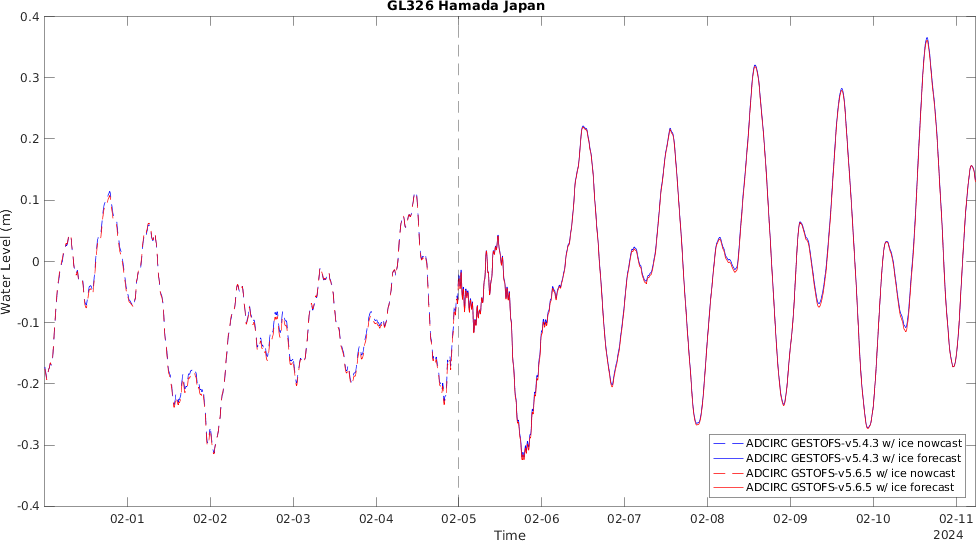 GL326 Hamada Japan
0.4
0.3
0.2
0.1
0
-0.1
-0.2
-0.3
-0.4
Water Level (m)
ADCIRC GESTOFS-v5.4.3 w/ ice nowcast
ADCIRC GESTOFS-v5.4.3 w/ ice forecast
ADCIRC GSTOFS-v5.6.5 w/ ice nowcast
ADCIRC GSTOFS-v5.6.5 w/ ice forecast
02-01 02-02 02-03 02-04 02-05 02-06 02-07 02-08 02-09 02-10 02-11
Time 2024